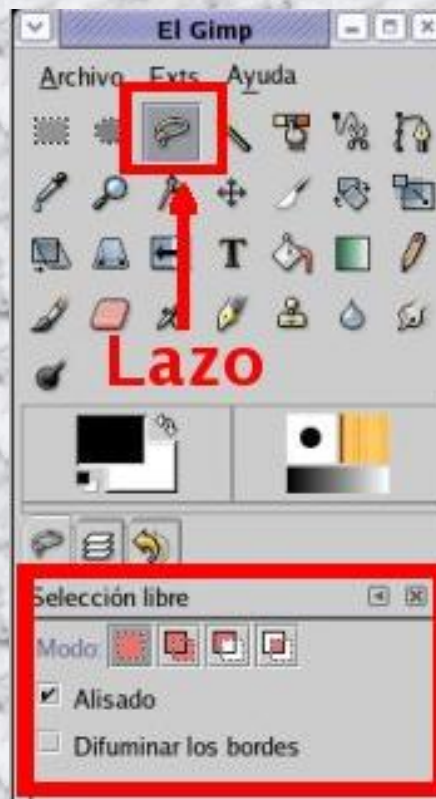 El Gimp
Archivo Exts Ayuda
T
Lazo
Selección libre
Modo:
Alisado
Difuminar los bordes